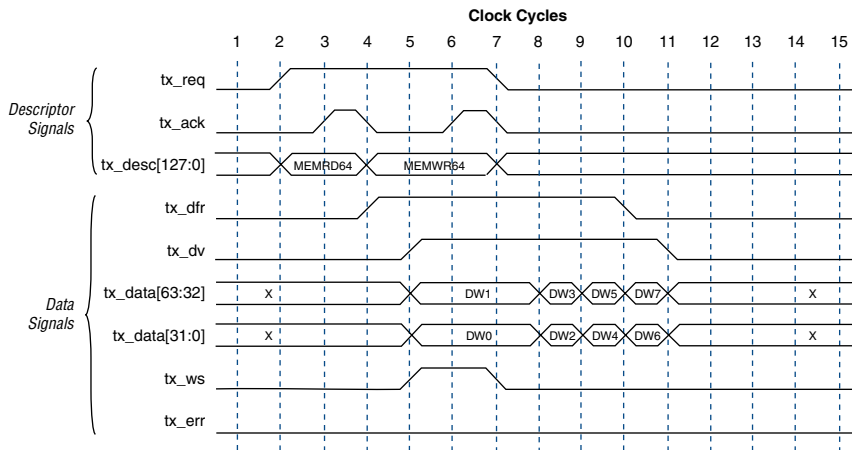 Clock Cycles
1 2 3 4 5 6 7 8 9 10 11 12 13 14 15
Descriptor
Signals
tx_req
tx_ack
tx_desc[127:0] MEMRD64 MEMWR64
Data
Signals
tx_dfr
tx_dv
tx_data[63:32] X DW1 DW3 DW5 DW7 X
tx_data[31:0] X DW0 DW2 DW4 DW6 X
tx_ws
tx_err